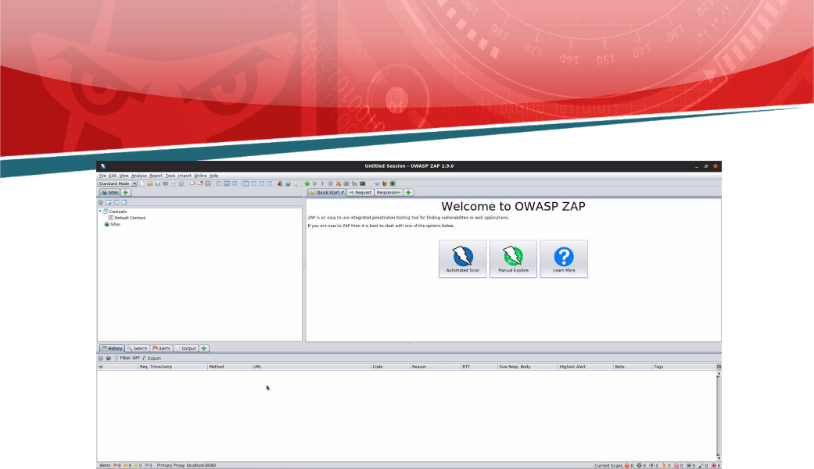 Untitled Session - OWASP ZAP 2.9.0
File Edit View Analyse Report Tools Import Online Help
Standard Mode
Sites
Quick Start Request Response
Contexts
Default Context
Sites
Welcome to OWASP ZAP
ZAP is an easy to use integrated penetration testing tool for finding vulnerabilities in web applications.
If you are new to ZAP then it is best to start with one of the options below.
Automated Scan Manual Explore Learn More
History Search Alerts Output
Filter: OFF Export
Id Req. Timestamp Method URL Code Reason RTT Size Resp. Body Highest Alert Note Tags
Alerts 0 0 0 0 Primary Proxy: localhost:8080 Current Scans 0 0 0 0 0 0 0 0